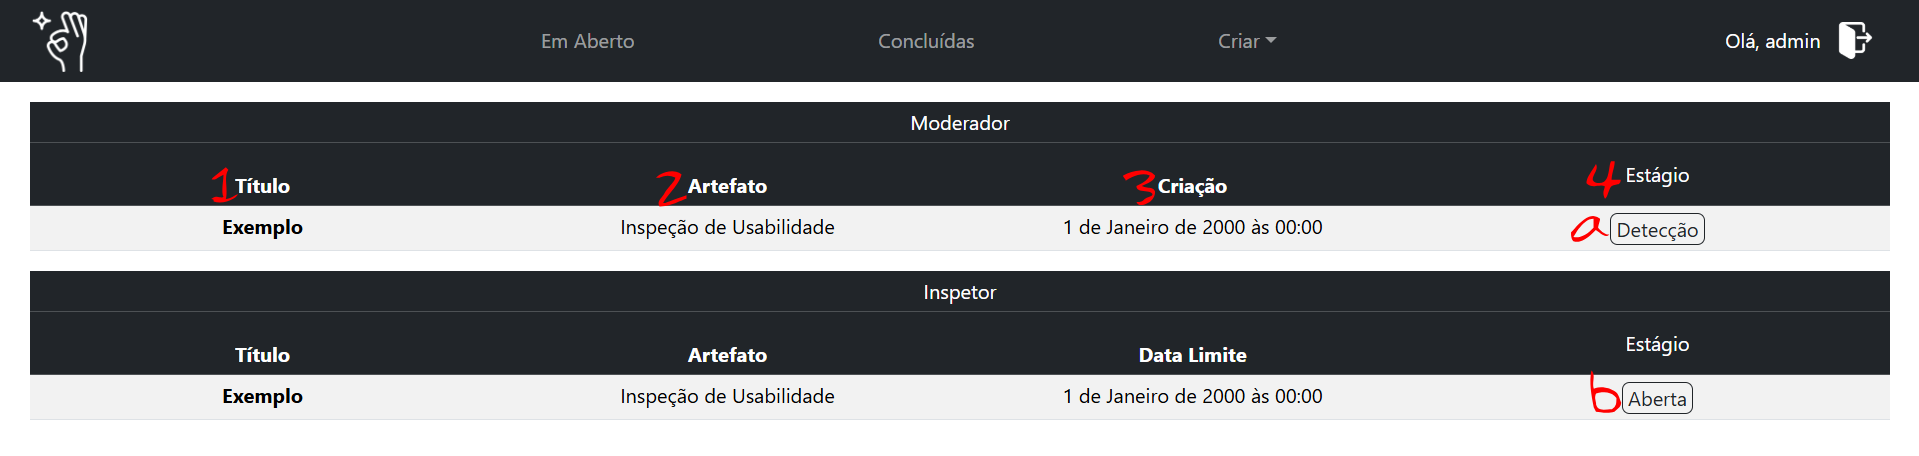 Em Aberto Concluídas Criar Olá, admin
Moderador
1 Título 2 Artefato 3 Criação 4 Estágio
Exemplo Inspeção de Usabilidade 1 de Janeiro de 2000 às 00:00 a Detecção
Inspetor
Título Artefato Data Limite Estágio
Exemplo Inspeção de Usabilidade 1 de Janeiro de 2000 às 00:00 b Aberta